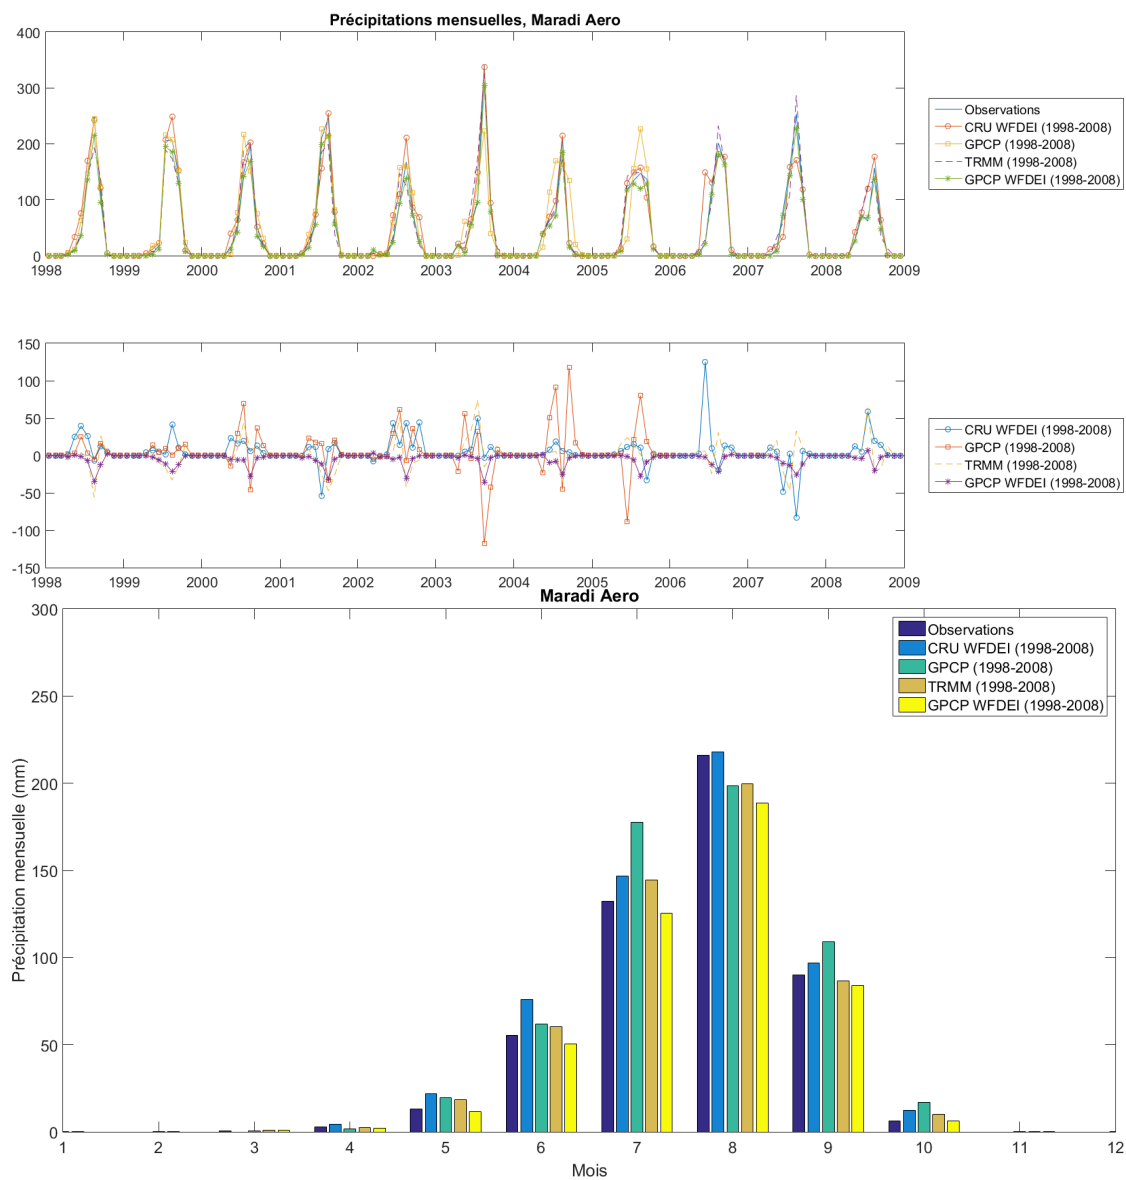 Précipitations mensuelles, Maradi Aero
400
300
200
100
0
1998 1999 2000 2001 2002 2003 2004 2005 2006 2007 2008 2009
Observations
CRU WFDEI (1998-2008)
GPCP (1998-2008)
TRMM (1998-2008)
GPCP WFDEI (1998-2008)
150
100
50
0
-50
-100
-150
1998 1999 2000 2001 2002 2003 2004 2005 2006 2007 2008 2009
CRU WFDEI (1998-2008)
GPCP (1998-2008)
TRMM (1998-2008)
GPCP WFDEI (1998-2008)
Maradi Aero
300
250
200
150
100
50
0
Précipitation mensuelle (mm)
Observations
CRU WFDEI (1998-2008)
GPCP (1998-2008)
TRMM (1998-2008)
GPCP WFDEI (1998-2008)
1 2 3 4 5 6 7 8 9 10 11 12
Mois